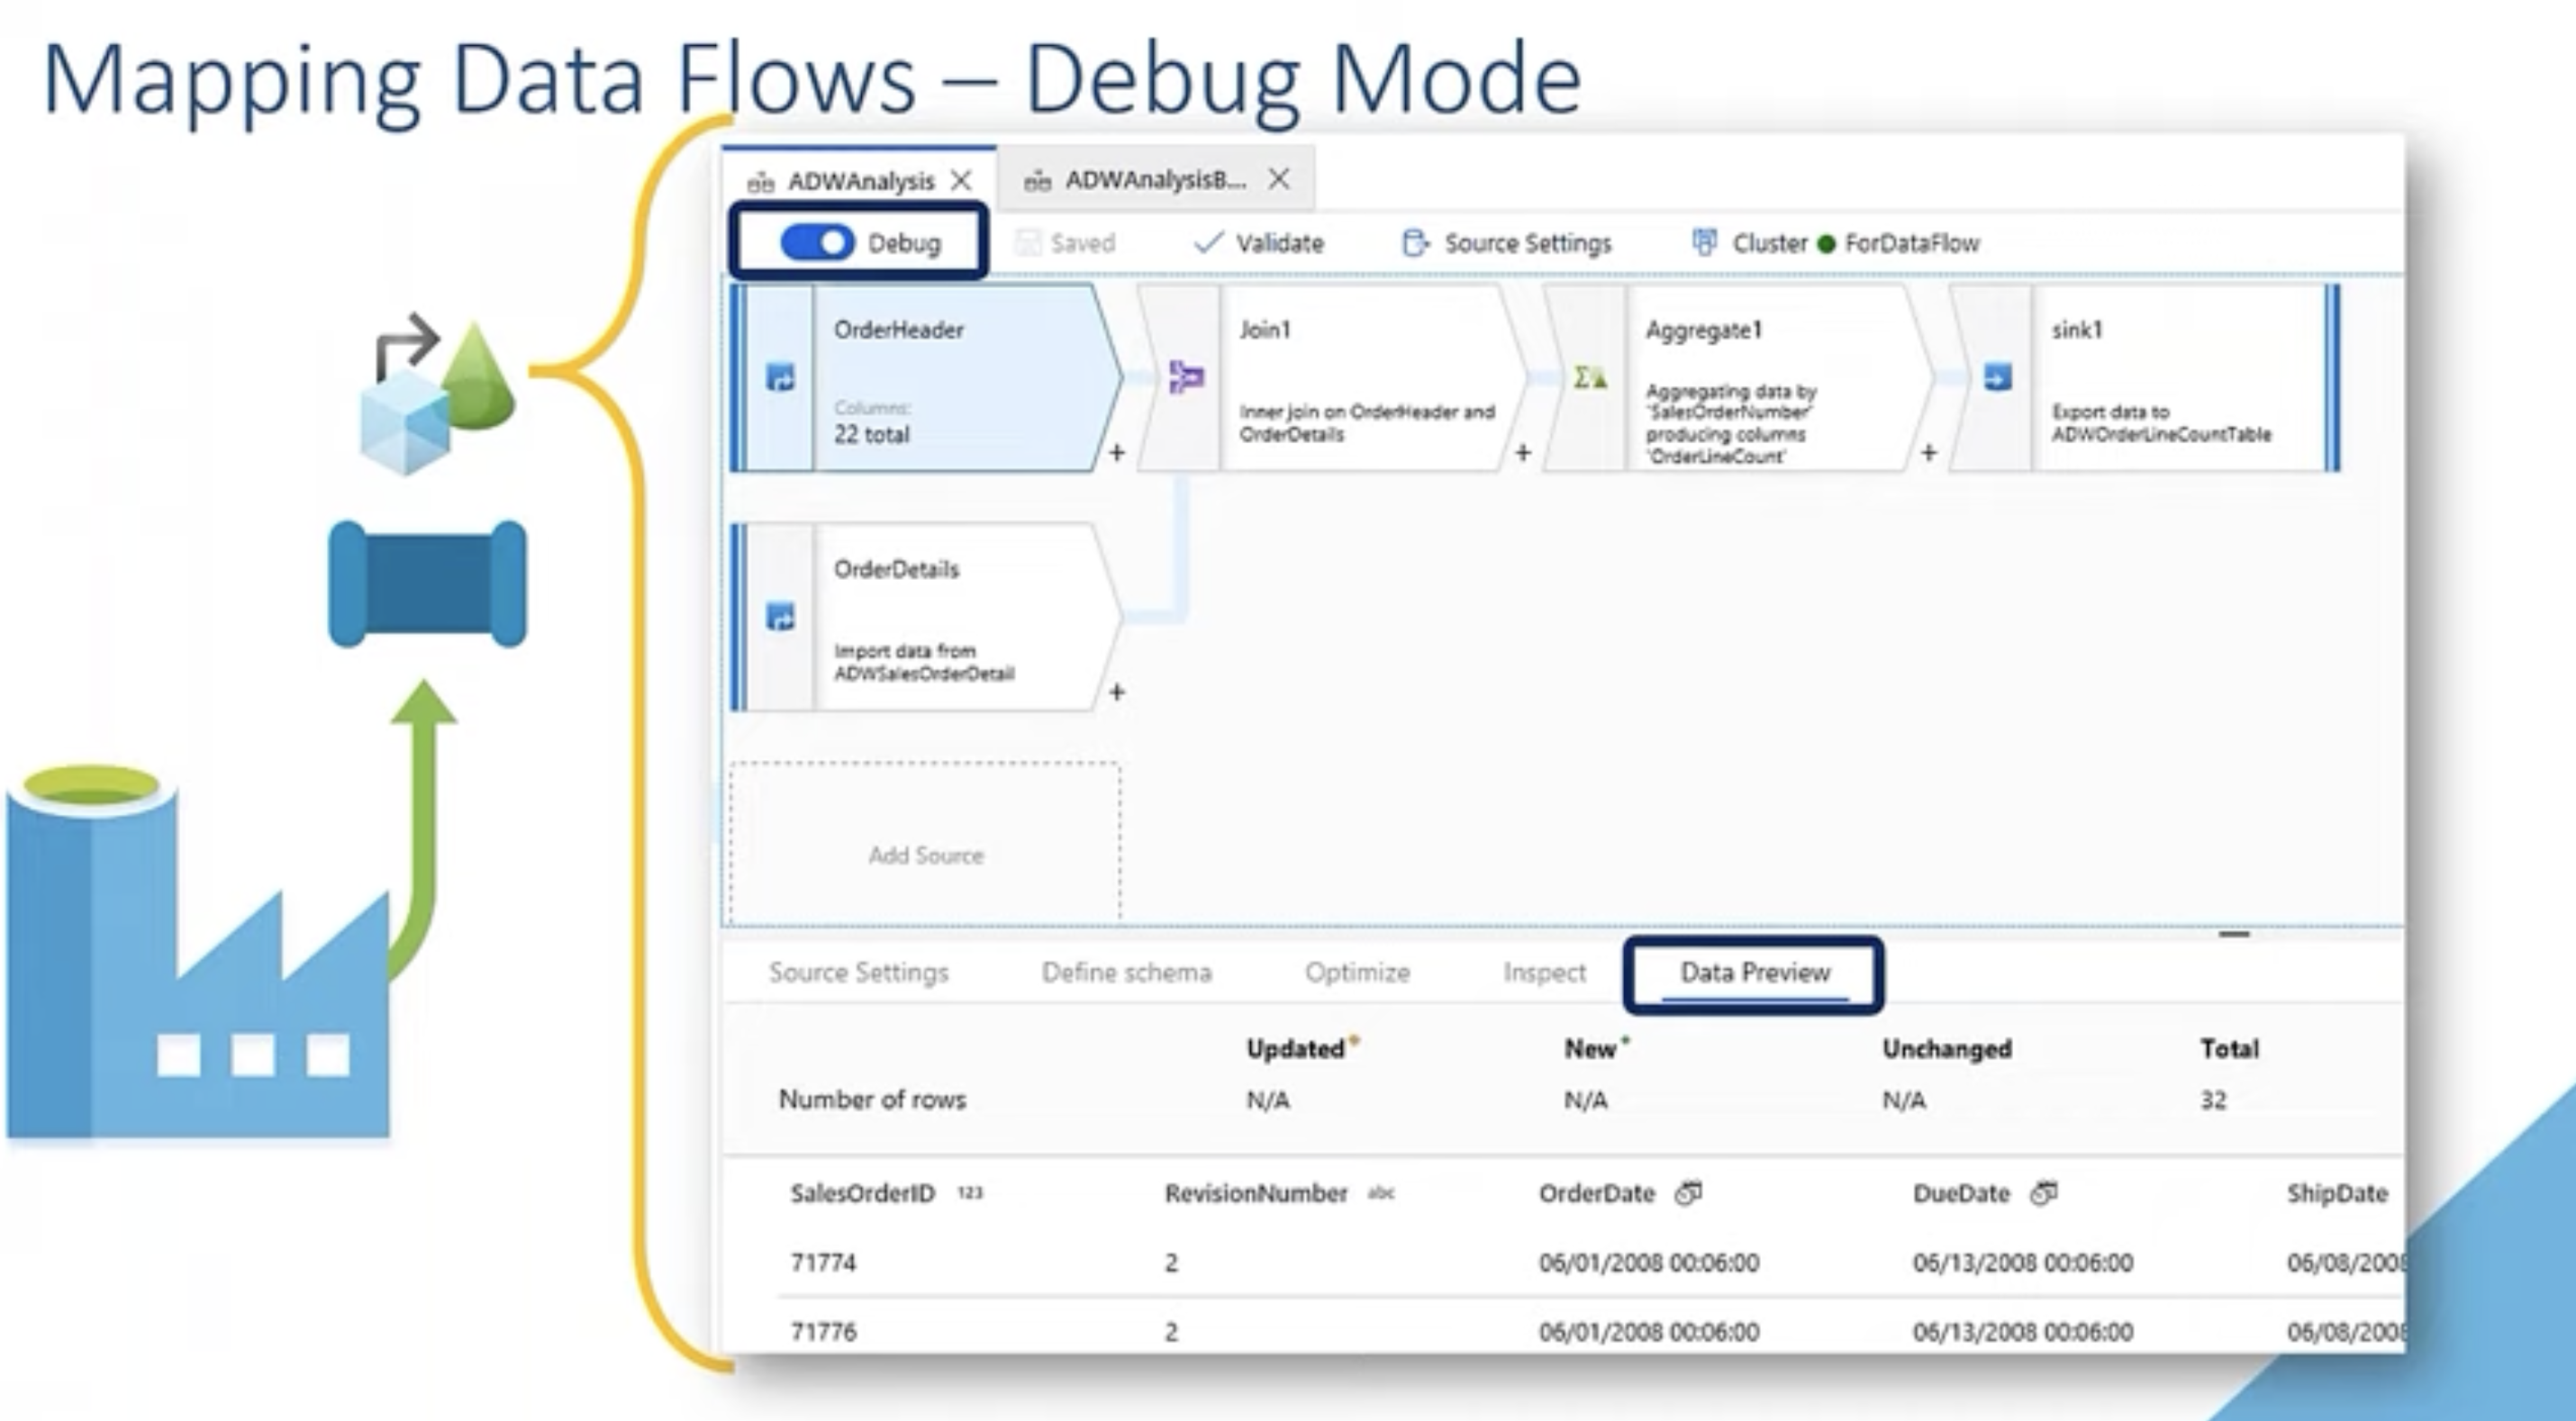 Mapping Data Flows – Debug Mode
ADWAnalysis
ADWAnalysisB...
Debug
Saved
Validate
Source Settings
Cluster
ForDataFlow
OrderHeader
Columns:
22 total
+
Join1
Inner join on OrderHeader and
OrderDetails
+
Aggregate1
Aggregating data by
'SalesOrderNumber'
producing columns
'OrderLineCount'
+
sink1
Export data to
ADWOrderLineCountTable
OrderDetails
Import data from
ADWSalesOrderDetail
+
Add Source
Source Settings Define schema Optimize Inspect Data Preview
Updated* New* Unchanged Total
Number of rows N/A N/A N/A 32
SalesOrderID 123 RevisionNumber abc OrderDate DueDate ShipDate
71774 2 06/01/2008 00:06:00 06/13/2008 00:06:00 06/08/2008
71776 2 06/01/2008 00:06:00 06/13/2008 00:06:00 06/08/2008